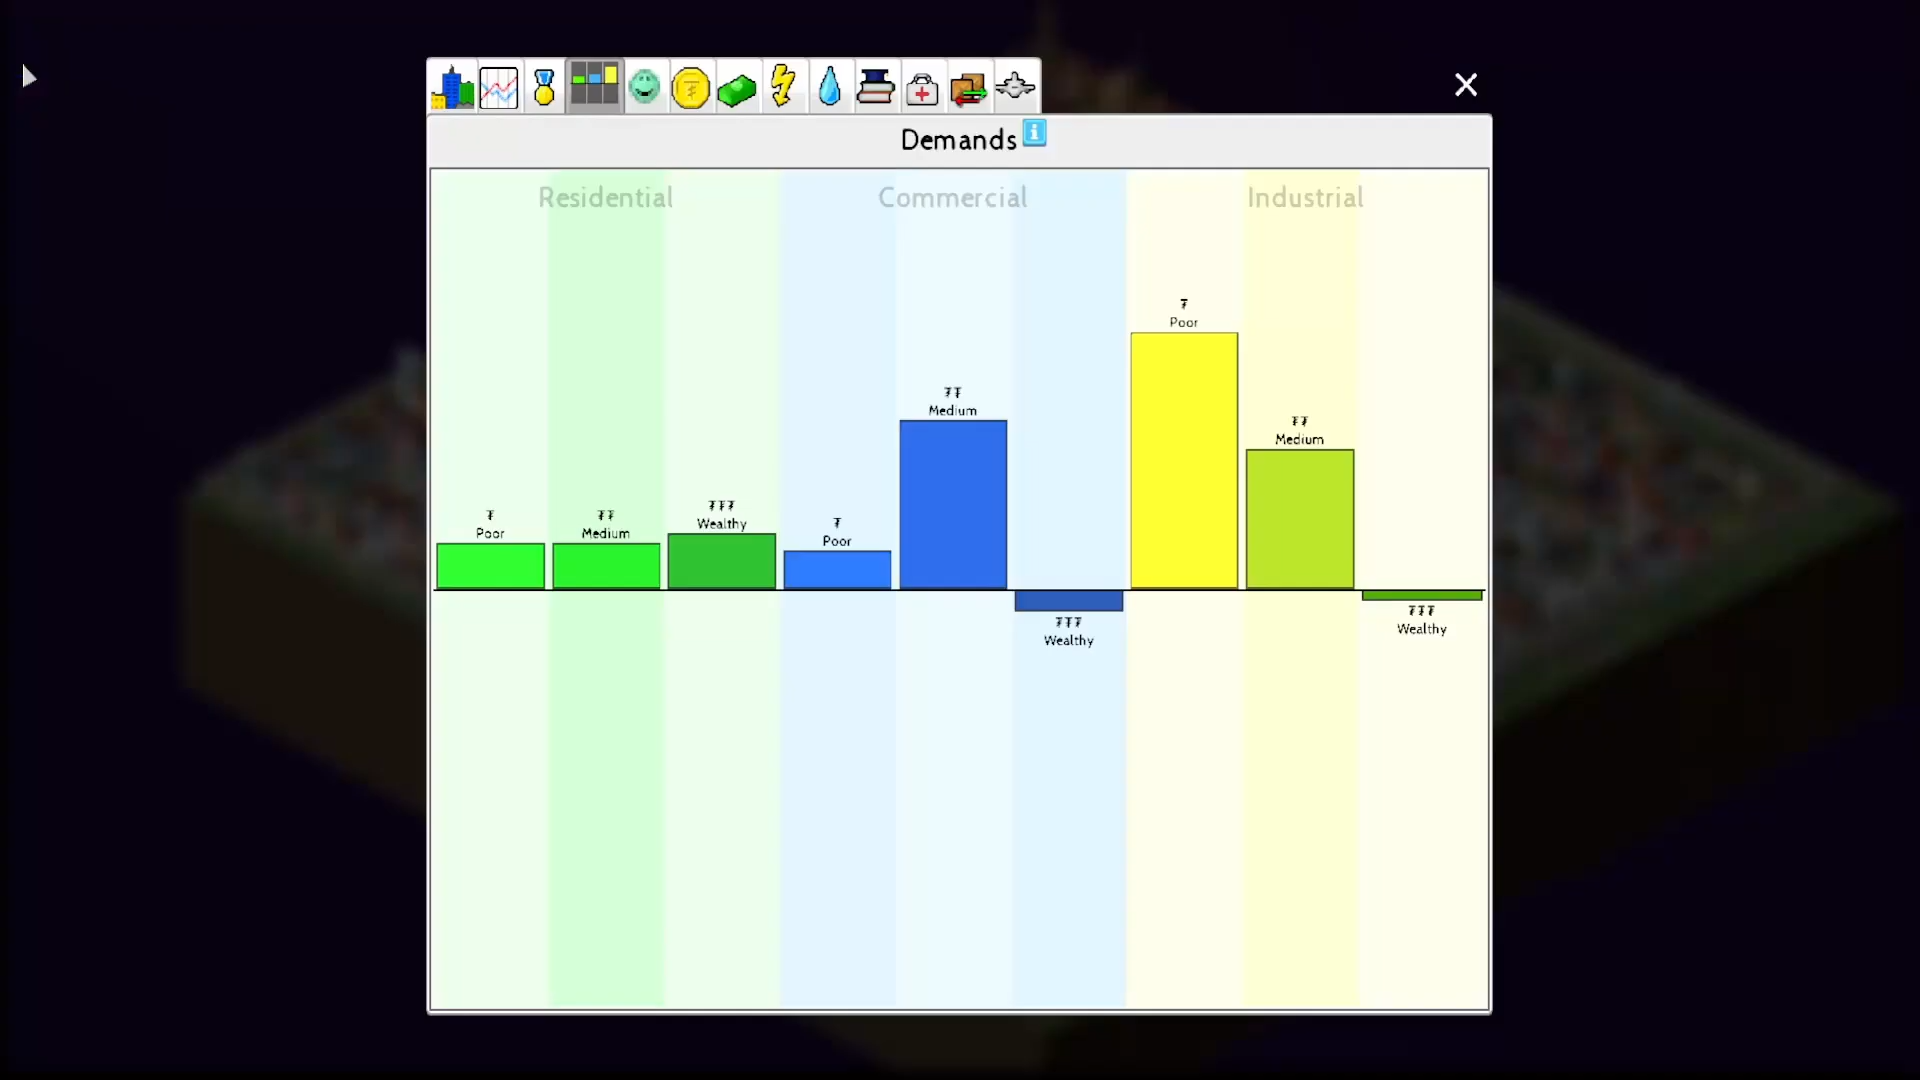 Demands
Residential
Commercial
Industrial
₮
Poor
₮₮
Medium
₮₮₮
Wealthy
₮
Poor
₮₮
Medium
₮₮₮
Wealthy
₮
Poor
₮₮
Medium
₮₮₮
Wealthy